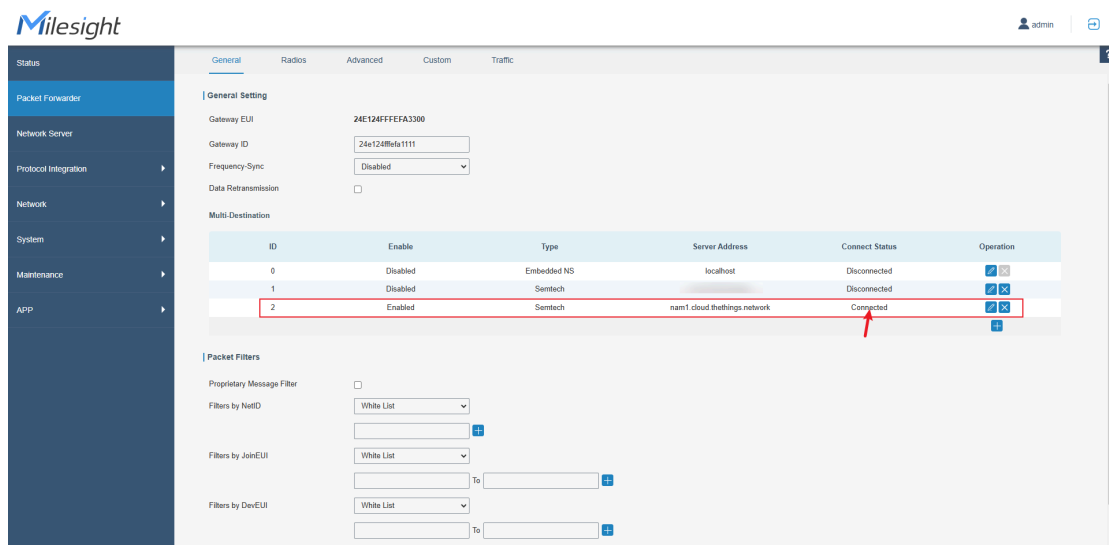 Milesight
admin
Status
Packet Forwarder
Network Server
Protocol Integration
Network
System
Maintenance
APP
General Radios Advanced Custom Traffic
General Setting
Gateway EUI 24E124FFFEFA3300
Gateway ID 24e124fffefa1111
Frequency-Sync Disabled
Data Retransmission
Multi-Destination
ID Enable Type Server Address Connect Status Operation
0 Disabled Embedded NS localhost Disconnected
1 Disabled Semtech Disconnected
2 Enabled Semtech nam1.cloud.thethings.network Connected
Packet Filters
Proprietary Message Filter
Filters by NetID White List
Filters by JoinEUI White List
To
Filters by DevEUI White List
To